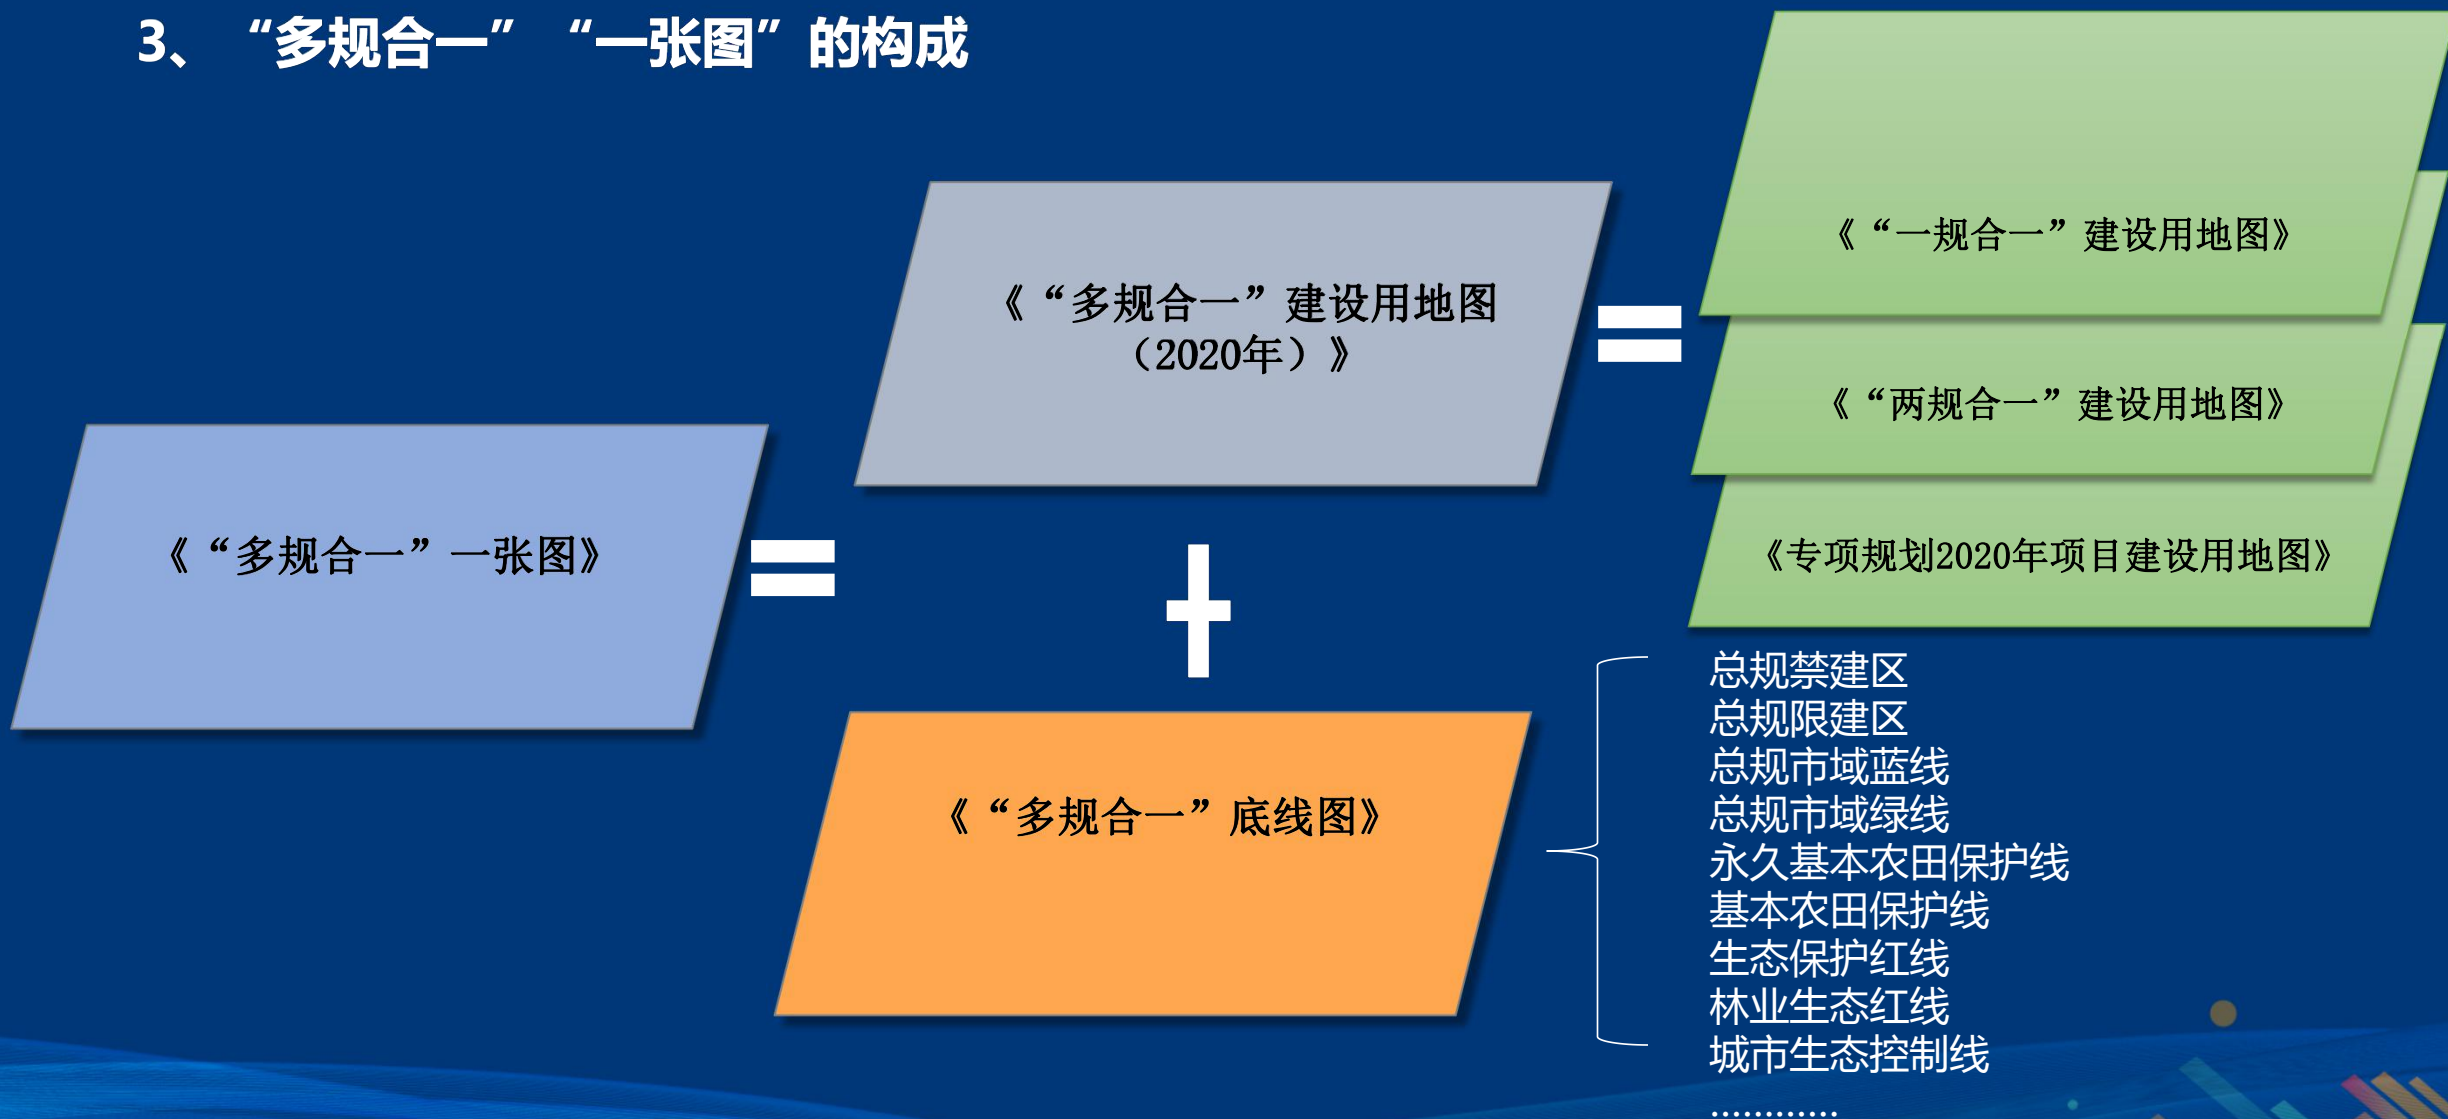 3、 “多规合一” “一张图”的构成
《“一规合一”建设用地图》
《“多规合一”建设用地图
（2020年）》
《“两规合一”建设用地图》
《“多规合一”一张图》
《专项规划2020年项目建设用地图》
《“多规合一”底线图》
总规禁建区
总规限建区
总规市域蓝线
总规市域绿线
永久基本农田保护线
基本农田保护线
生态保护红线
林业生态红线
城市生态控制线
…………